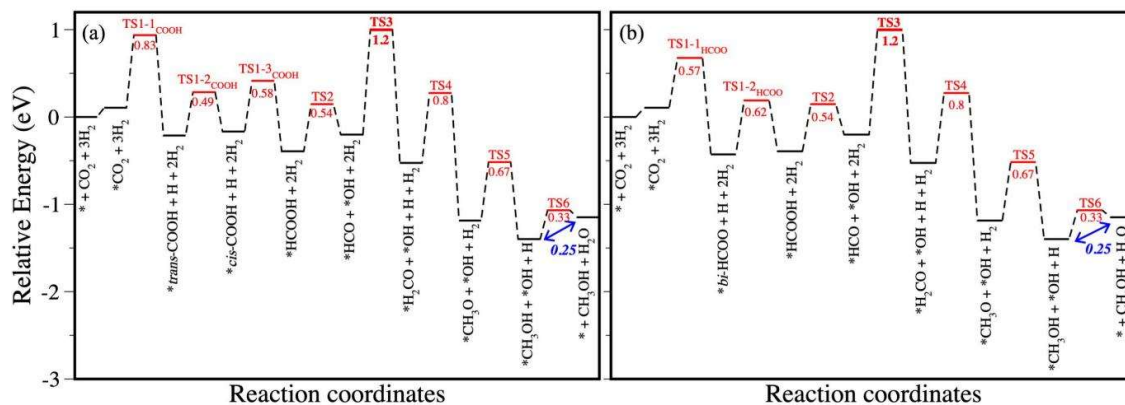 Relative Energy (eV)
1
0
-1
-2
-3
(a)
TS1-1COOH
0.83
TS1-2COOH
0.49
TS1-3COOH
0.58
TS2
0.54
TS3
1.2
TS4
0.8
TS5
0.67
TS6
0.33
0.25
* + CO2 + 3H2
*CO2 + 3H2
*trans-COOH + H + 2H2
*cis-COOH + H + 2H2
*HCOOH + 2H2
*HCO + *OH + 2H2
*H2CO + *OH + H + H2
*CH3O + *OH + H2
*CH3OH + *OH + H
* + CH3OH + H2O
Reaction coordinates
(b)
TS1-1HCOO
0.57
TS1-2HCOO
0.62
TS2
0.54
TS3
1.2
TS4
0.8
TS5
0.67
TS6
0.33
0.25
* + CO2 + 3H2
*CO2 + 3H2
*bi-HCOO + H + 2H2
*HCOOH + 2H2
*HCO + *OH + 2H2
*H2CO + *OH + H + H2
*CH3O + *OH + H2
*CH3OH + *OH + H
* + CH3OH + H2O
Reaction coordinates